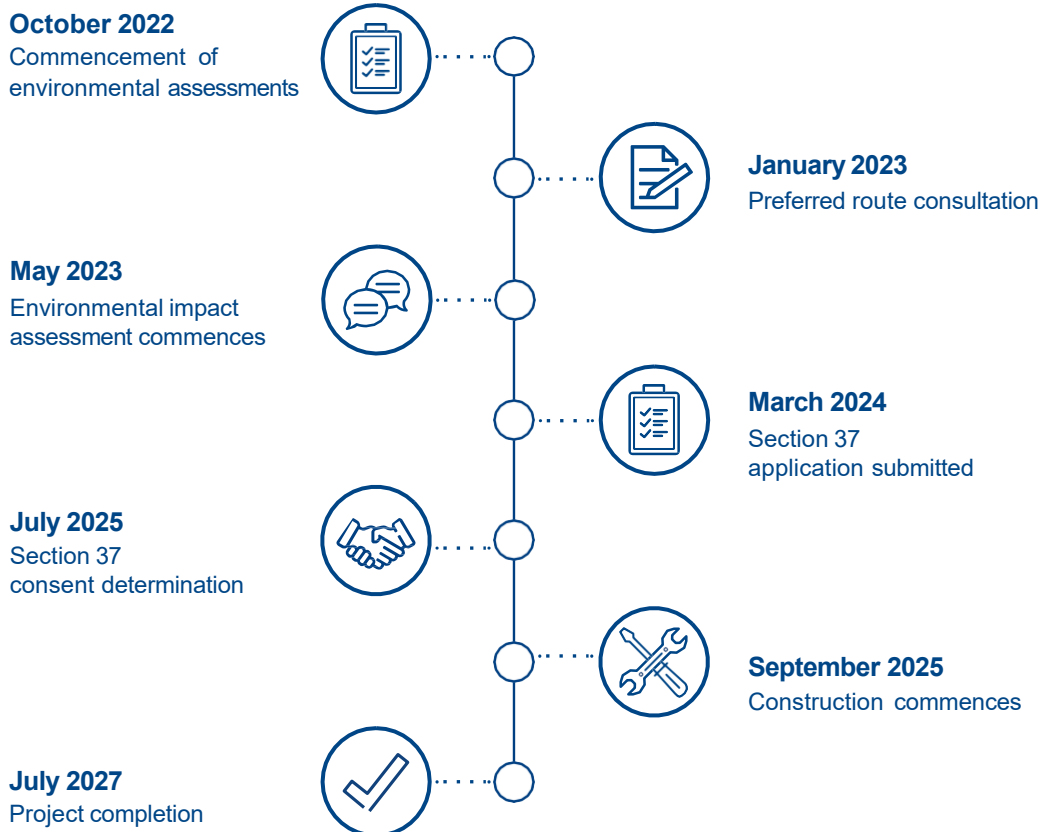 October 2022
Commencement of
environmental assessments
January 2023
Preferred route consultation
May 2023
Environmental impact
assessment commences
March 2024
Section 37
application submitted
July 2025
Section 37
consent determination
September 2025
Construction commences
July 2027
Project completion